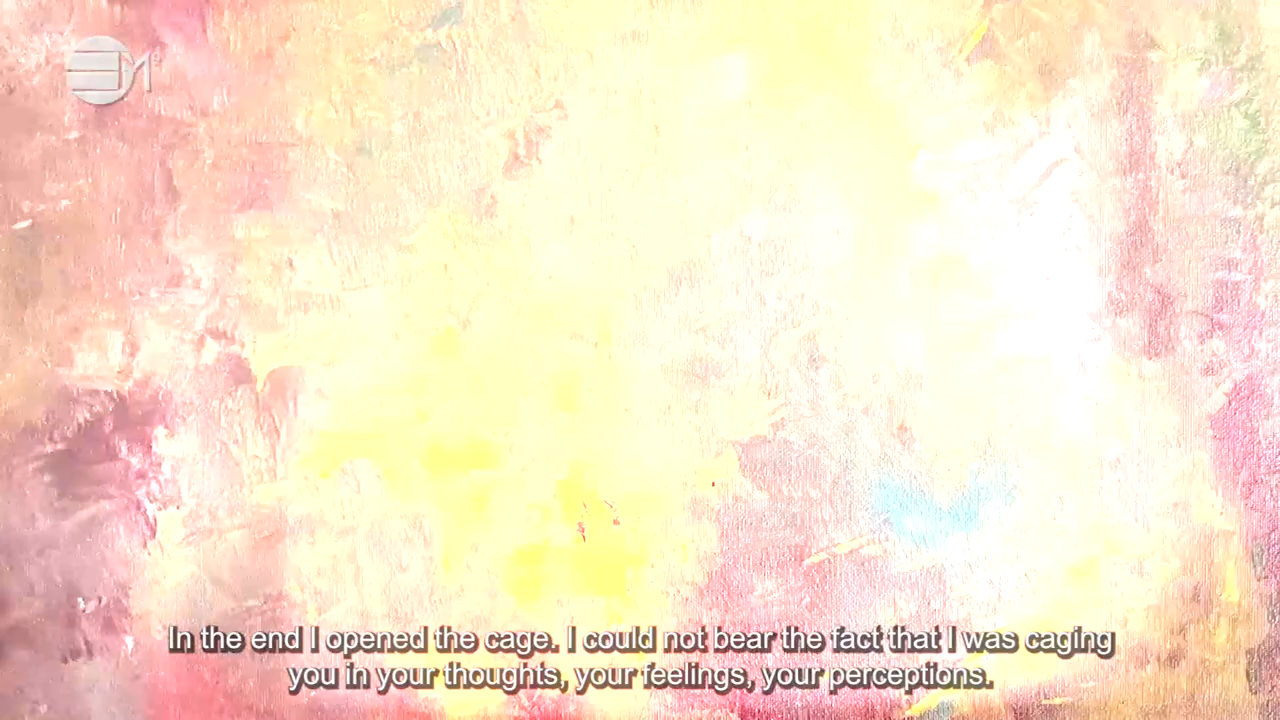 In the end I opened the cage. I could not bear the fact that I was caging
you in your thoughts, your feelings, your perceptions.